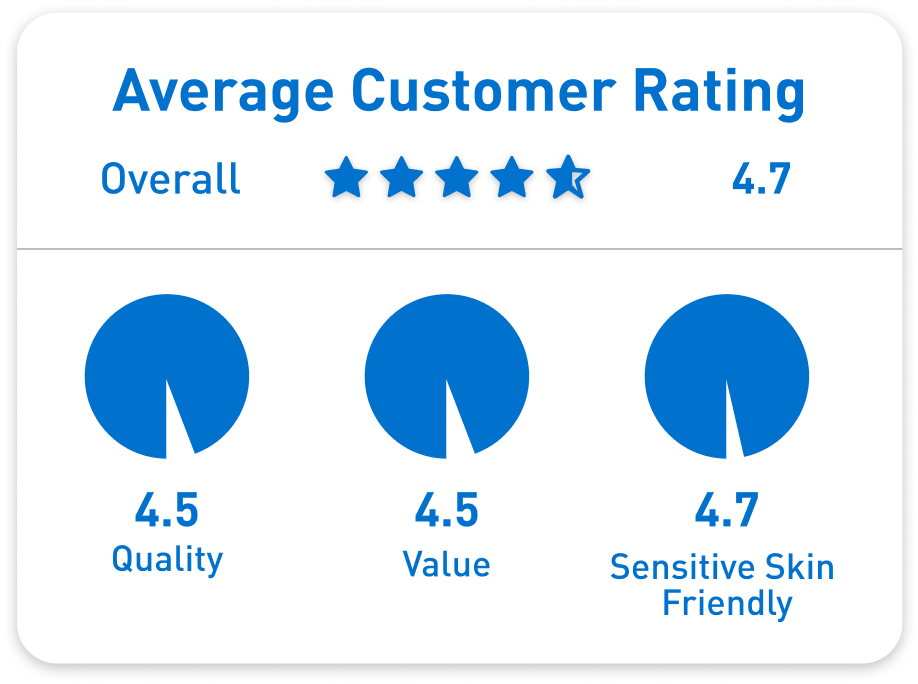 Average Customer Rating
Overall 4.7
4.5 4.5 4.7
Quality Value Sensitive Skin
Friendly